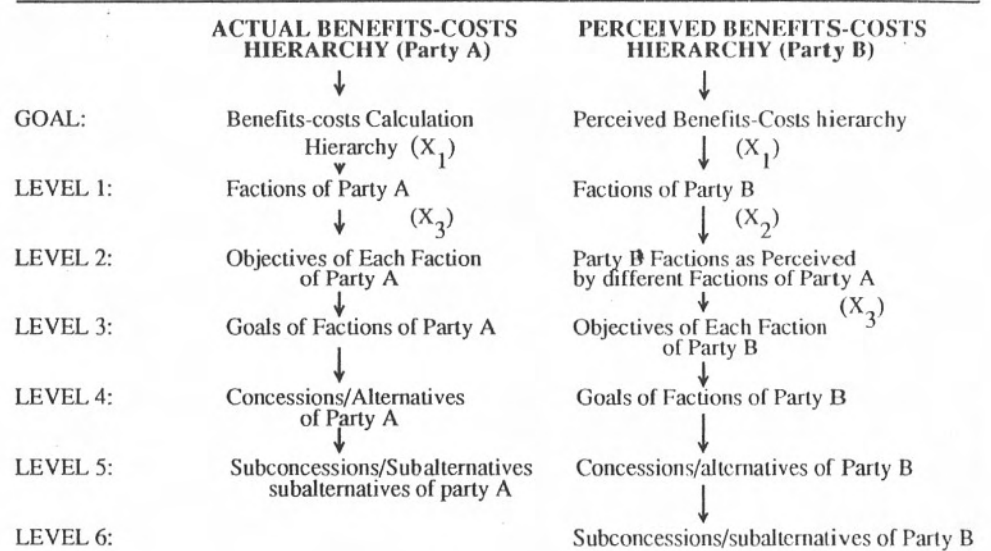 ACTUAL BENEFITS-COSTS PERCEIVED BENEFITS-COSTS
HIERARCHY (Party A) HIERARCHY (Party B)
GOAL: Benefits-costs Calculation Perceived Benefits-Costs hierarchy
Hierarchy (X1) (X1)
LEVEL 1: Factions of Party A Factions of Party B
(X3) (X2)
LEVEL 2: Objectives of Each Faction Party B Factions as Perceived
of Party A by different Factions of Party A
(X3)
LEVEL 3: Goals of Factions of Party A Objectives of Each Faction
of Party B
LEVEL 4: Concessions/Alternatives Goals of Factions of Party B
of Party A
LEVEL 5: Subconcessions/Subalternatives Concessions/alternatives of Party B
subalternatives of party A
LEVEL 6: Subconcessions/subalternatives of Party B